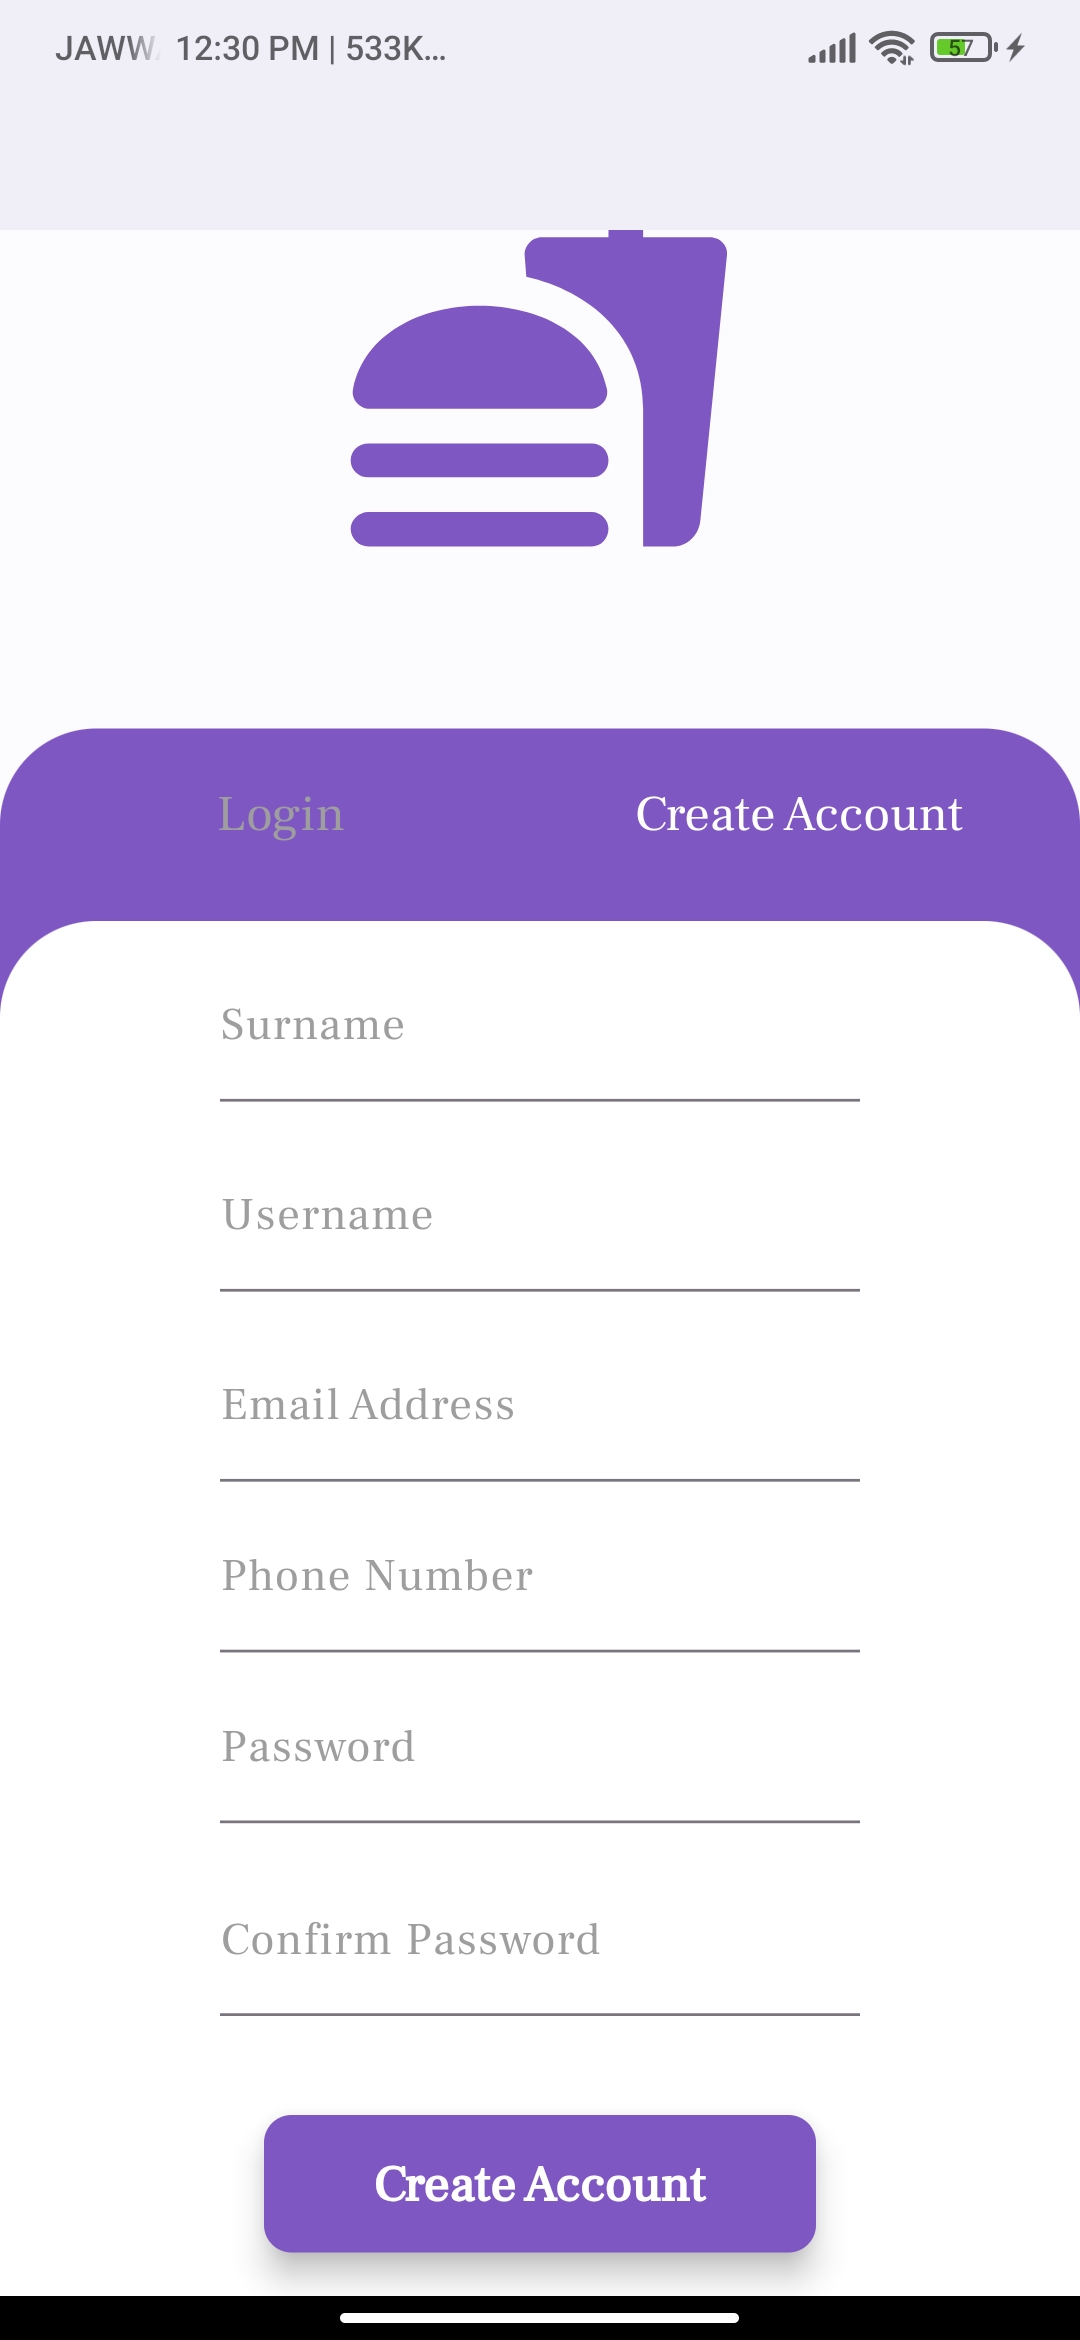 JAWW 12:30 PM | 533K... 57
Login Create Account
Surname
Username
Email Address
Phone Number
Password
Confirm Password
Create Account